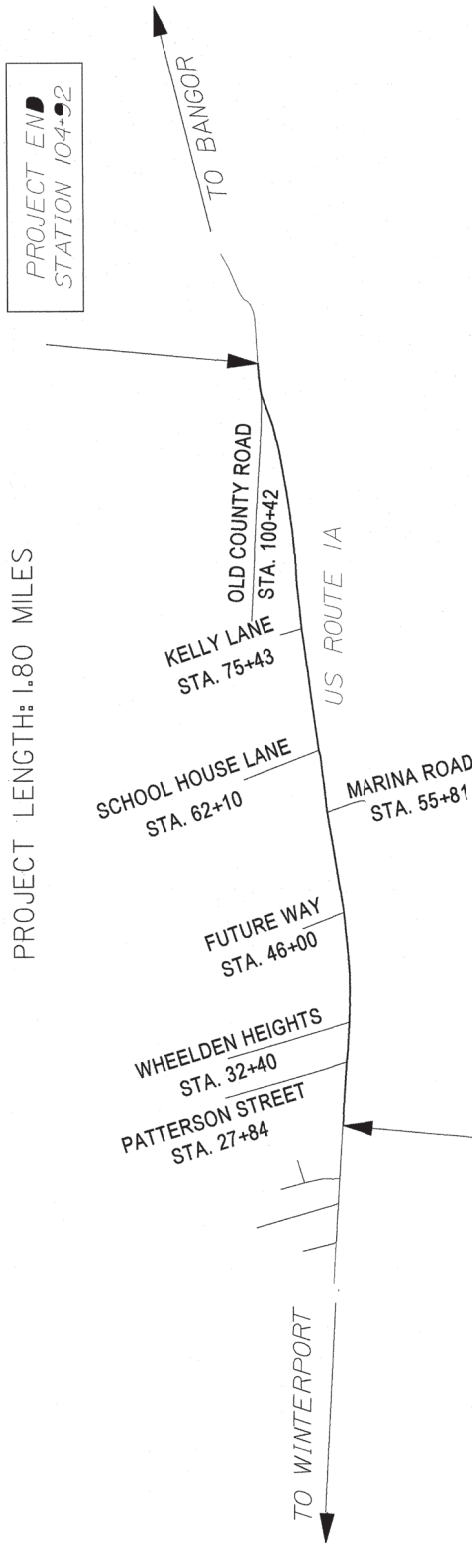 PROJECT LENGTH: 1.80 MILES
PROJECT END
STATION 104+92
TO BANGOR
OLD COUNTY ROAD
STA. 100+42
KELLY LANE
STA. 75+43
US ROUTE 1A
SCHOOL HOUSE LANE
STA. 62+10
MARINA ROAD
STA. 55+81
FUTURE WAY
STA. 46+00
WHEELDEN HEIGHTS
STA. 32+40
PATTERSON STREET
STA. 27+84
TO WINTERPORT